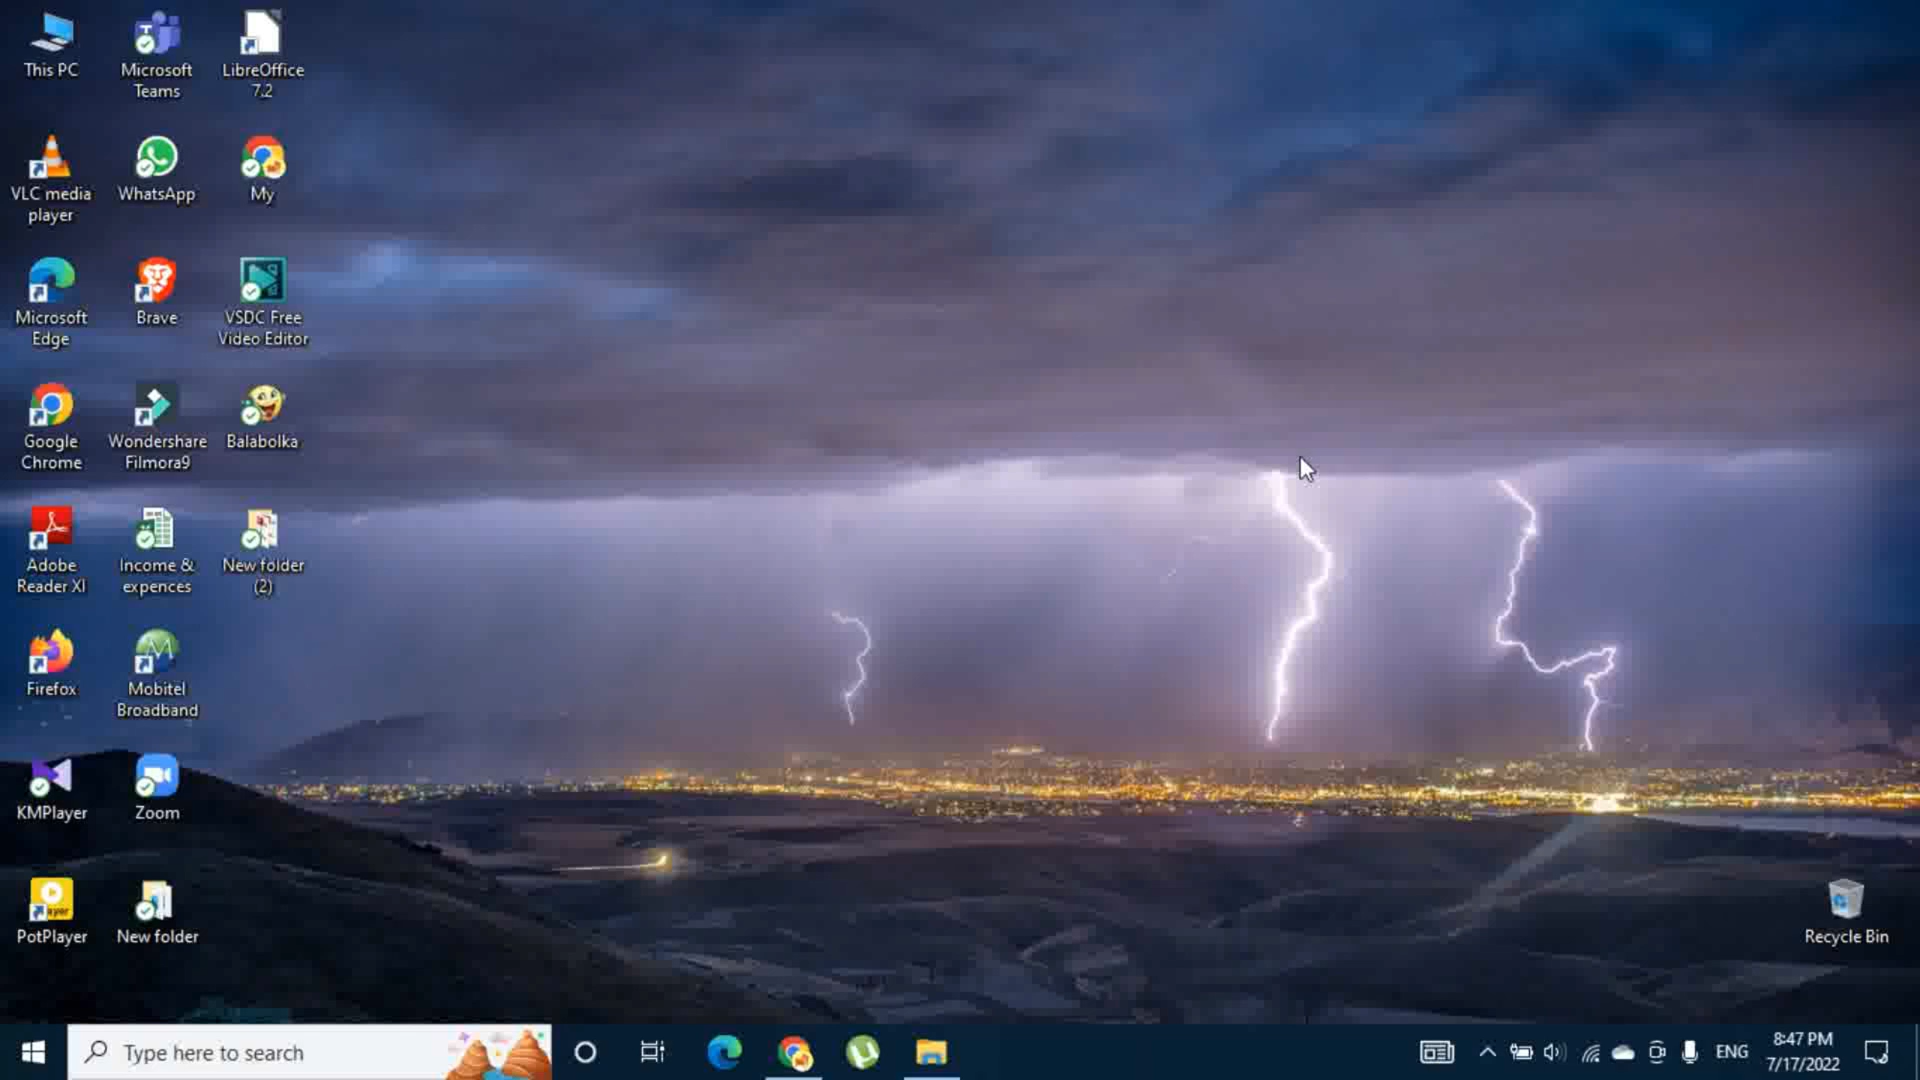 This PC
Microsoft
Teams
LibreOffice
7.2
VLC media
player
WhatsApp
My
Microsoft
Edge
Brave
VSDC Free
Video Editor
Google
Chrome
Wondershare
Filmora9
Balabolka
Adobe
Reader XI
Income &
expences
New folder
(2)
Firefox
Mobitel
Broadband
KMPlayer
Zoom
PotPlayer
New folder
Recycle Bin
Type here to search
ENG
8:47 PM
7/17/2022